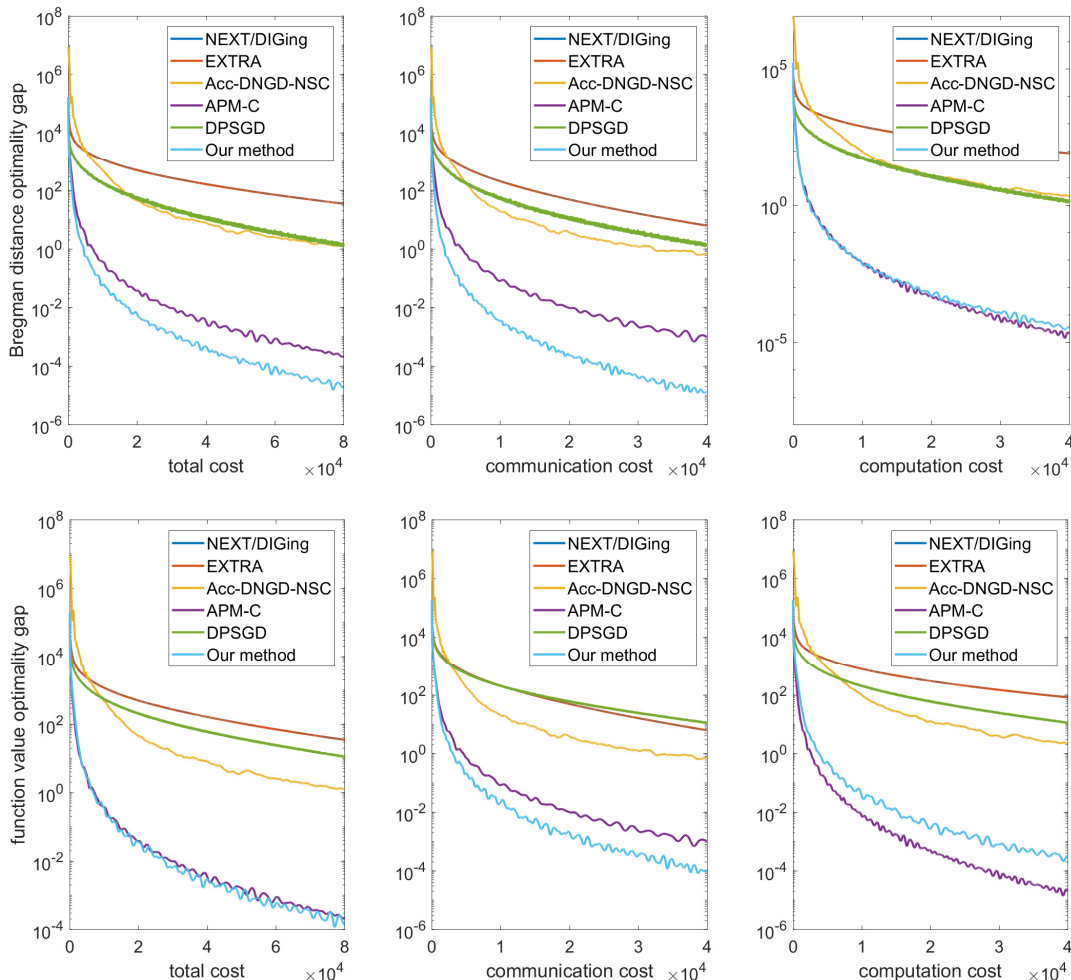 Bregman distance optimality gap
10^8
10^6
10^4
10^2
10^0
10^-2
10^-4
10^-6
NEXT/DIGing
EXTRA
Acc-DNGD-NSC
APM-C
DPSGD
Our method
0 2 4 6 8
total cost ×10^4
10^8
10^6
10^4
10^2
10^0
10^-2
10^-4
10^-6
NEXT/DIGing
EXTRA
Acc-DNGD-NSC
APM-C
DPSGD
Our method
0 1 2 3 4
communication cost ×10^4
10^5
10^0
10^-5
NEXT/DIGing
EXTRA
Acc-DNGD-NSC
APM-C
DPSGD
Our method
0 1 2 3 4
computation cost ×10^4
function value optimality gap
10^8
10^6
10^4
10^2
10^0
10^-2
10^-4
NEXT/DIGing
EXTRA
Acc-DNGD-NSC
APM-C
DPSGD
Our method
0 2 4 6 8
total cost ×10^4
10^8
10^6
10^4
10^2
10^0
10^-2
10^-4
10^-6
NEXT/DIGing
EXTRA
Acc-DNGD-NSC
APM-C
DPSGD
Our method
0 1 2 3 4
communication cost ×10^4
10^8
10^6
10^4
10^2
10^0
10^-2
10^-4
10^-6
NEXT/DIGing
EXTRA
Acc-DNGD-NSC
APM-C
DPSGD
Our method
0 1 2 3 4
computation cost ×10^4